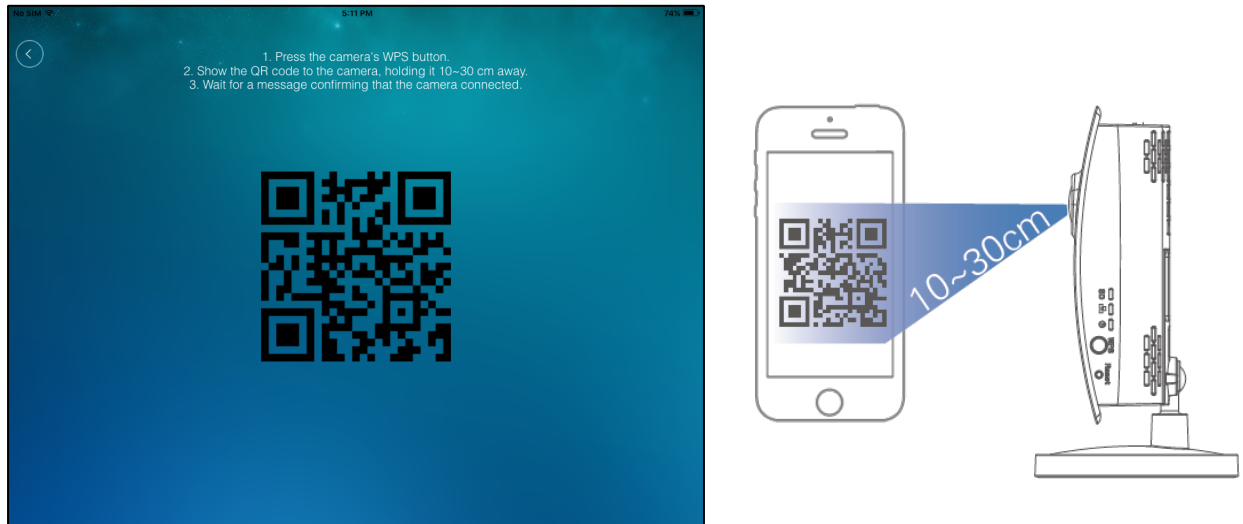 No SIM
5:11 PM
74%
1. Press the camera's WPS button.
2. Show the QR code to the camera, holding it 10~30 cm away.
3. Wait for a message confirming that the camera connected.
10~30cm
WPS
Reset